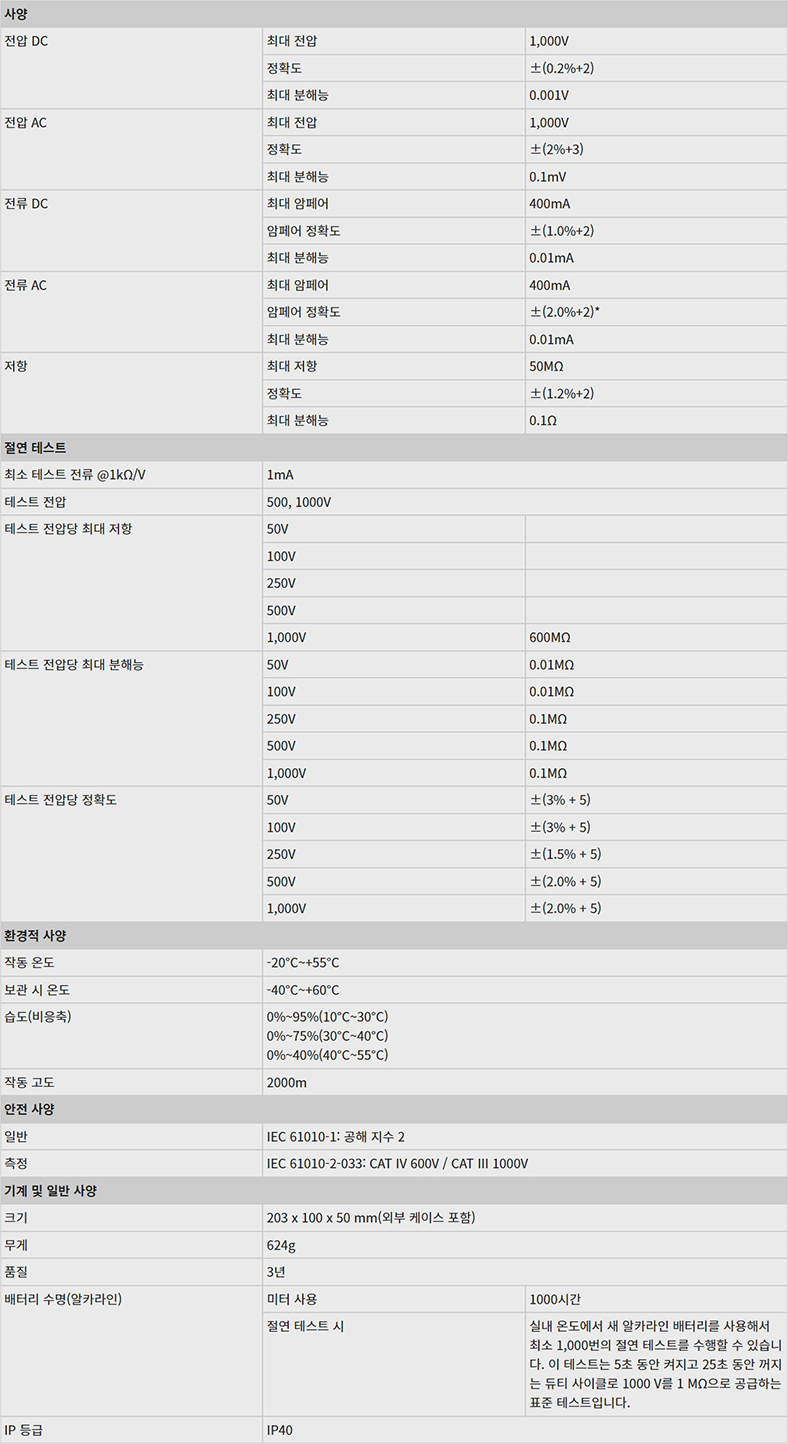 사양
전압 DC 최대 전압 1,000V
정확도 ±(0.2%+2)
최대 분해능 0.001V
전압 AC 최대 전압 1,000V
정확도 ±(2%+3)
최대 분해능 0.1mV
전류 DC 최대 암페어 400mA
암페어 정확도 ±(1.0%+2)
최대 분해능 0.01mA
전류 AC 최대 암페어 400mA
암페어 정확도 ±(2.0%+2)*
최대 분해능 0.01mA
저항 최대 저항 50MΩ
정확도 ±(1.2%+2)
최대 분해능 0.1Ω
절연 테스트
최소 테스트 전류 @1kΩ/V 1mA
테스트 전압 500, 1000V
테스트 전압당 최대 저항 50V
100V
250V
500V
1,000V 600MΩ
테스트 전압당 최대 분해능 50V 0.01MΩ
100V 0.01MΩ
250V 0.1MΩ
500V 0.1MΩ
1,000V 0.1MΩ
테스트 전압당 정확도 50V ±(3% + 5)
100V ±(3% + 5)
250V ±(1.5% + 5)
500V ±(2.0% + 5)
1,000V ±(2.0% + 5)
환경적 사양
작동 온도 -20°C~+55°C
보관 시 온도 -40°C~+60°C
습도(비응축) 0%~95%(10°C~30°C)
0%~75%(30°C~40°C)
0%~40%(40°C~55°C)
작동 고도 2000m
안전 사양
일반 IEC 61010-1: 공해 지수 2
측정 IEC 61010-2-033: CAT IV 600V / CAT III 1000V
기계 및 일반 사양
크기 203 x 100 x 50 mm(외부 케이스 포함)
무게 624g
품질 3년
배터리 수명(알카라인) 미터 사용 1000시간
절연 테스트 시 실내 온도에서 새 알카라인 배터리를 사용해서
최소 1,000번의 절연 테스트를 수행할 수 있습니
다. 이 테스트는 5초 동안 켜지고 25초 동안 꺼지
는 듀티 사이클로 1000 V를 1 MΩ으로 공급하는
표준 테스트입니다.
IP 등급 IP40